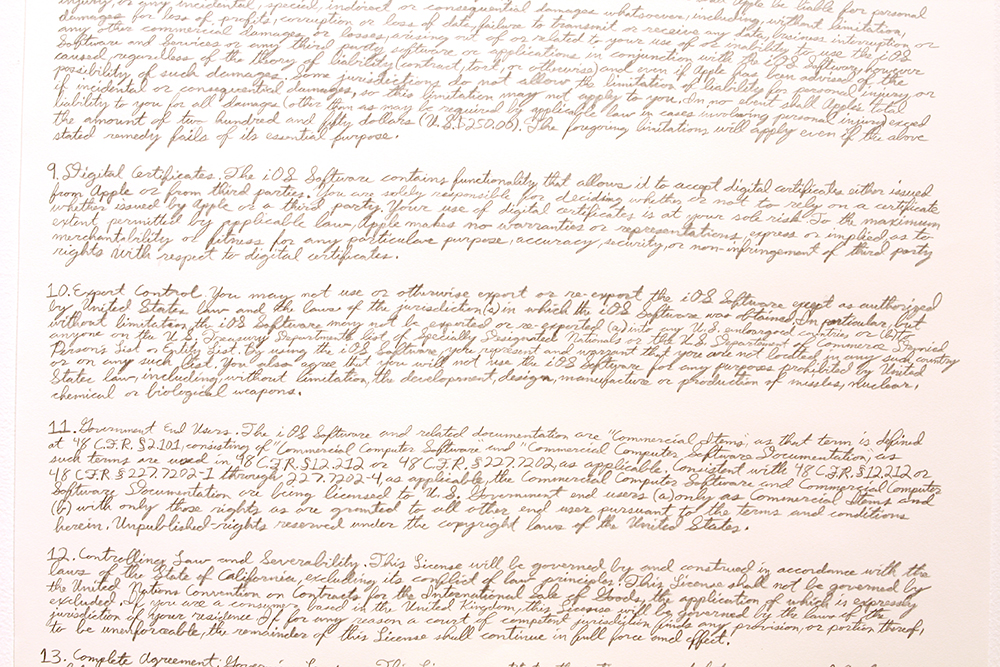 injury, or any incidental, special, indirect or consequential damages whatsoever, including, without limitation,
damages for loss of profits, corruption or loss of data, failure to transmit or receive any data, business interruption or
any other commercial damages or losses, arising out of or related to your use of or inability to use the iOS
Software and Services or any third party software or applications in conjunction with the iOS Software, however
caused, regardless of the theory of liability (contract, tort, or otherwise) and even if Apple has been advised of the
possibility of such damages. Some jurisdictions do not allow the limitation of liability for personal injury, or
if incidental or consequential damages, so this limitation may not apply to you. In no event shall Apple's total
liability to you for all damages (other than as may be required by applicable law in cases involving personal injury) exceed
the amount of two hundred and fifty dollars (U.S.$250.00). The foregoing limitations will apply even if the above
stated remedy fails of its essential purpose.
9. Digital Certificates. The iOS Software contains functionality that allows it to accept digital certificates either issued
from Apple or from third parties. You are solely responsible for deciding whether or not to rely on a certificate
whether issued by Apple or a third party. Your use of digital certificates is at your sole risk. To the maximum
extent permitted by applicable law, Apple makes no warranties or representations, express or implied as to
merchantability or fitness for any particular purpose, accuracy, security, or non-infringement of third party
rights with respect to digital certificates.
10. Export Control. You may not use or otherwise export or re-export the iOS Software except as authorized
by United States law and the laws of the jurisdiction(s) in which the iOS Software was obtained. In particular, but
without limitation, the iOS Software may not be exported or re-exported (a) into any U.S. embargoed countries or (b) to
anyone on the U.S. Treasury Department's list of Specially Designated Nationals or the U.S. Department of Commerce Denied
Person's List or Entity List. By using the iOS Software, you represent and warrant that you are not located in any such country
or on any such list. You also agree that you will not use the iOS Software for any purpose prohibited by United
States law, including, without limitation, the development, design, manufacture or production of missles, nuclear,
chemical or biological weapons.
11. Government End Users. The iOS Software and related documentation are "Commercial Items", as that term is defined
at 48 C.F.R. §2.101, consisting of "Commercial Computer Software" and "Commercial Computer Software Documentation", as
such terms are used in 48 C.F.R. §12.212 or 48 C.F.R. §227.7202, as applicable. Consistent with 48 C.F.R. §12.212 or
48 C.F.R §227.7202-1 through 227.7202-4, as applicable, the Commercial Computer Software and Commercial Computer
Software Documentation are being licensed to U.S. Government end users (a) only as Commercial Items and
(b) with only those rights as are granted to all other end user pursuant to the terms and conditions
herein. Unpublished-rights reserved under the copyright laws of the United States.
12. Controlling Law and Severability. This License will be governed by and construed in accordance with the
laws of the State of California, excluding its conflict of law principles. This License shall not be governed by
the United Nations Convention on Contracts for the International Sale of Goods, the application of which is expressly
excluded. If you are a consumer based in the United Kingdom, this License will be governed by the laws of the
jurisdiction of your residence. If for any reason a court of competent jurisdiction finds any provision, or portion thereof,
to be unenforceable, the remainder of this License shall continue in full force and effect.
13. Complete Agreement;